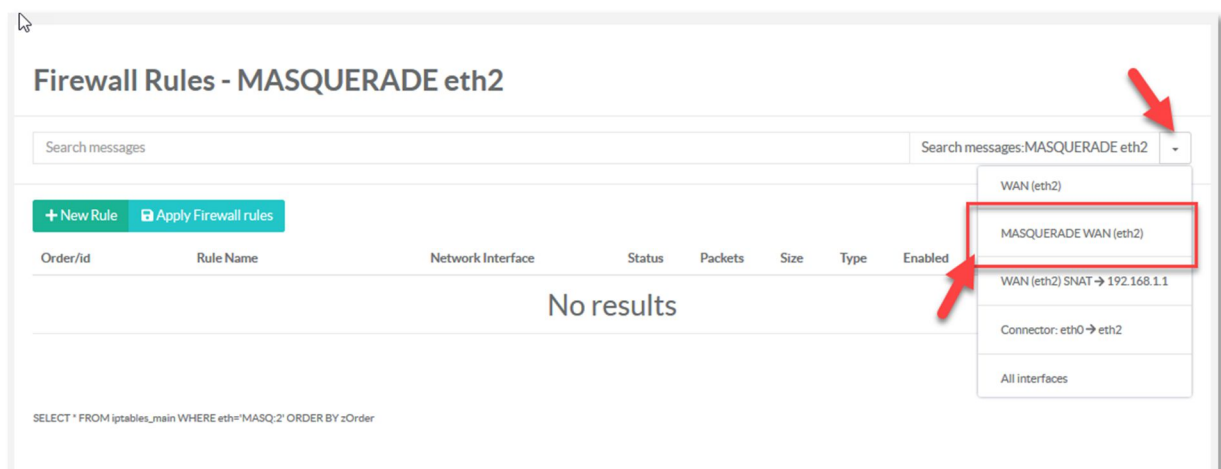 Firewall Rules - MASQUERADE eth2
Search messages
Search messages:MASQUERADE eth2
WAN (eth2)
MASQUERADE WAN (eth2)
WAN (eth2) SNAT → 192.168.1.1
Connector: eth0 → eth2
All interfaces
+ New Rule
Apply Firewall rules
Order/id Rule Name Network Interface Status Packets Size Type Enabled
No results
SELECT * FROM iptables_main WHERE eth='MASQ:2' ORDER BY zOrder